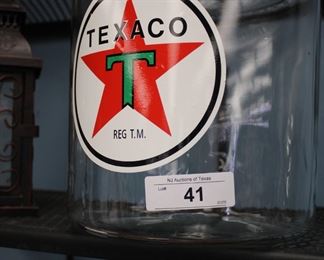 TEXACO
T
REG T.M.
NJ Auctions of Texas
Lot#
41